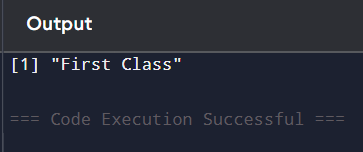 Output
[1] "First Class"
=== Code Execution Successful ===